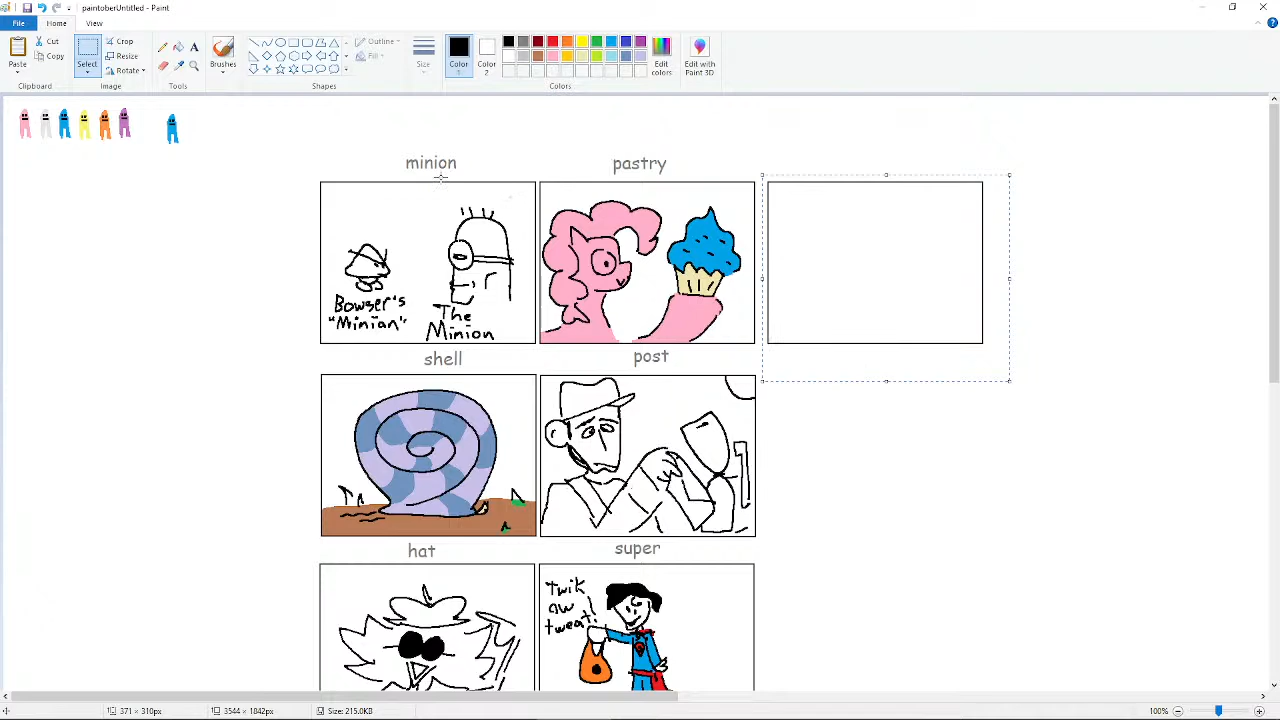 paintoberUntitled - Paint
File
Home
View
Paste
Cut
Copy
Clipboard
Select
Crop
Resize
Rotate
Image
Tools
Brushes
Shapes
Outline
Fill
Size
Color
1
Color
2
Edit
colors
Edit with
Paint 3D
Colors
minion
pastry
Bowser's
"Minian"
The
Minion
shell
post
hat
super
Twik
aw
tweat!
371 × 310px
3544 × 1842px
Size: 215.0KB
100%